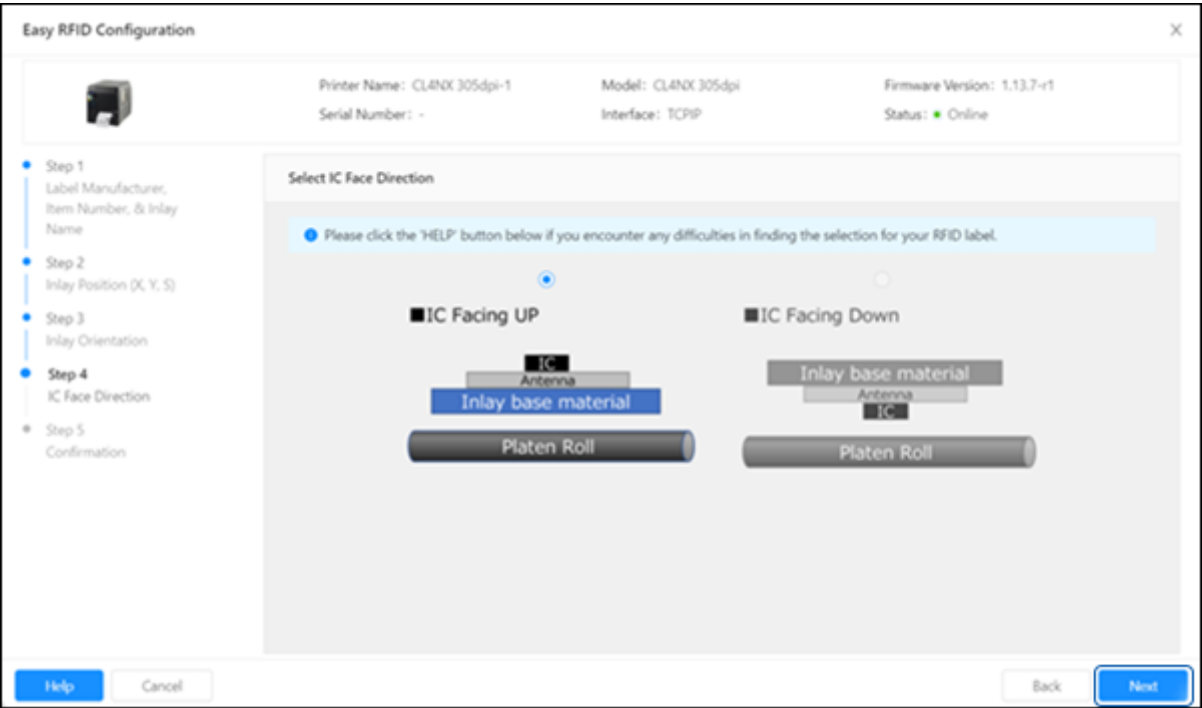 Easy RFID Configuration
Printer Name: CL4NX 305dpi-1
Model: CL4NX 305dpi
Firmware Version: 1.13.7-r1
Serial Number: -
Interface: TCPIP
Status: Online
Step 1
Label Manufacturer,
Item Number, & Inlay
Name
Step 2
Inlay Position (X, Y, S)
Step 3
Inlay Orientation
Step 4
IC Face Direction
Step 5
Confirmation
Select IC Face Direction
Please click the 'HELP' button below if you encounter any difficulties in finding the selection for your RFID label.
■IC Facing UP
IC
Antenna
Inlay base material
Platen Roll
■IC Facing Down
Inlay base material
Antenna
IC
Platen Roll
Help
Cancel
Back
Next